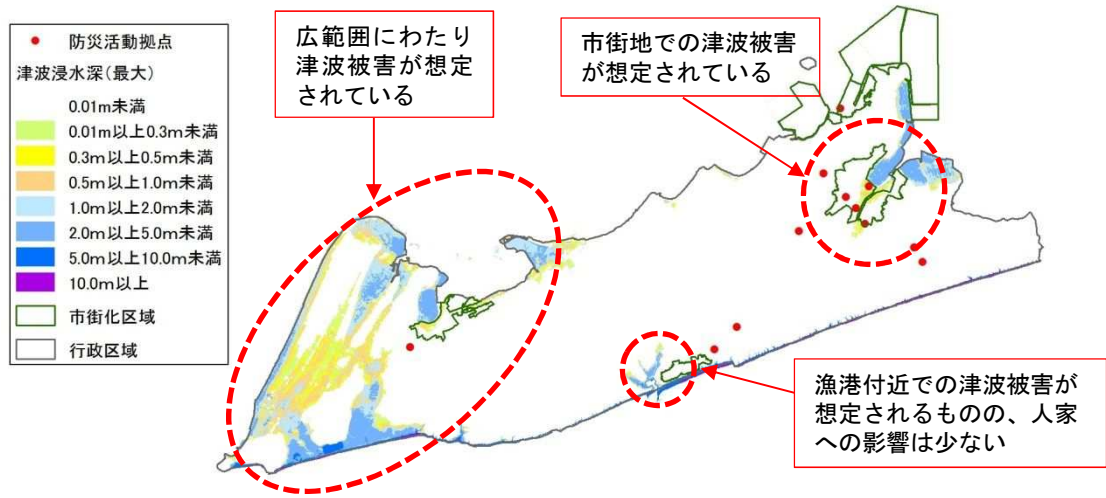 防災活動拠点
津波浸水深（最大）
0.01m未満
0.01m以上0.3m未満
0.3m以上0.5m未満
0.5m以上1.0m未満
1.0m以上2.0m未満
2.0m以上5.0m未満
5.0m以上10.0m未満
10.0m以上
市街化区域
行政区域
広範囲にわたり
津波被害が想定
されている
市街地での津波被害
が想定されている
漁港付近での津波被害が
想定されるものの、人家
への影響は少ない